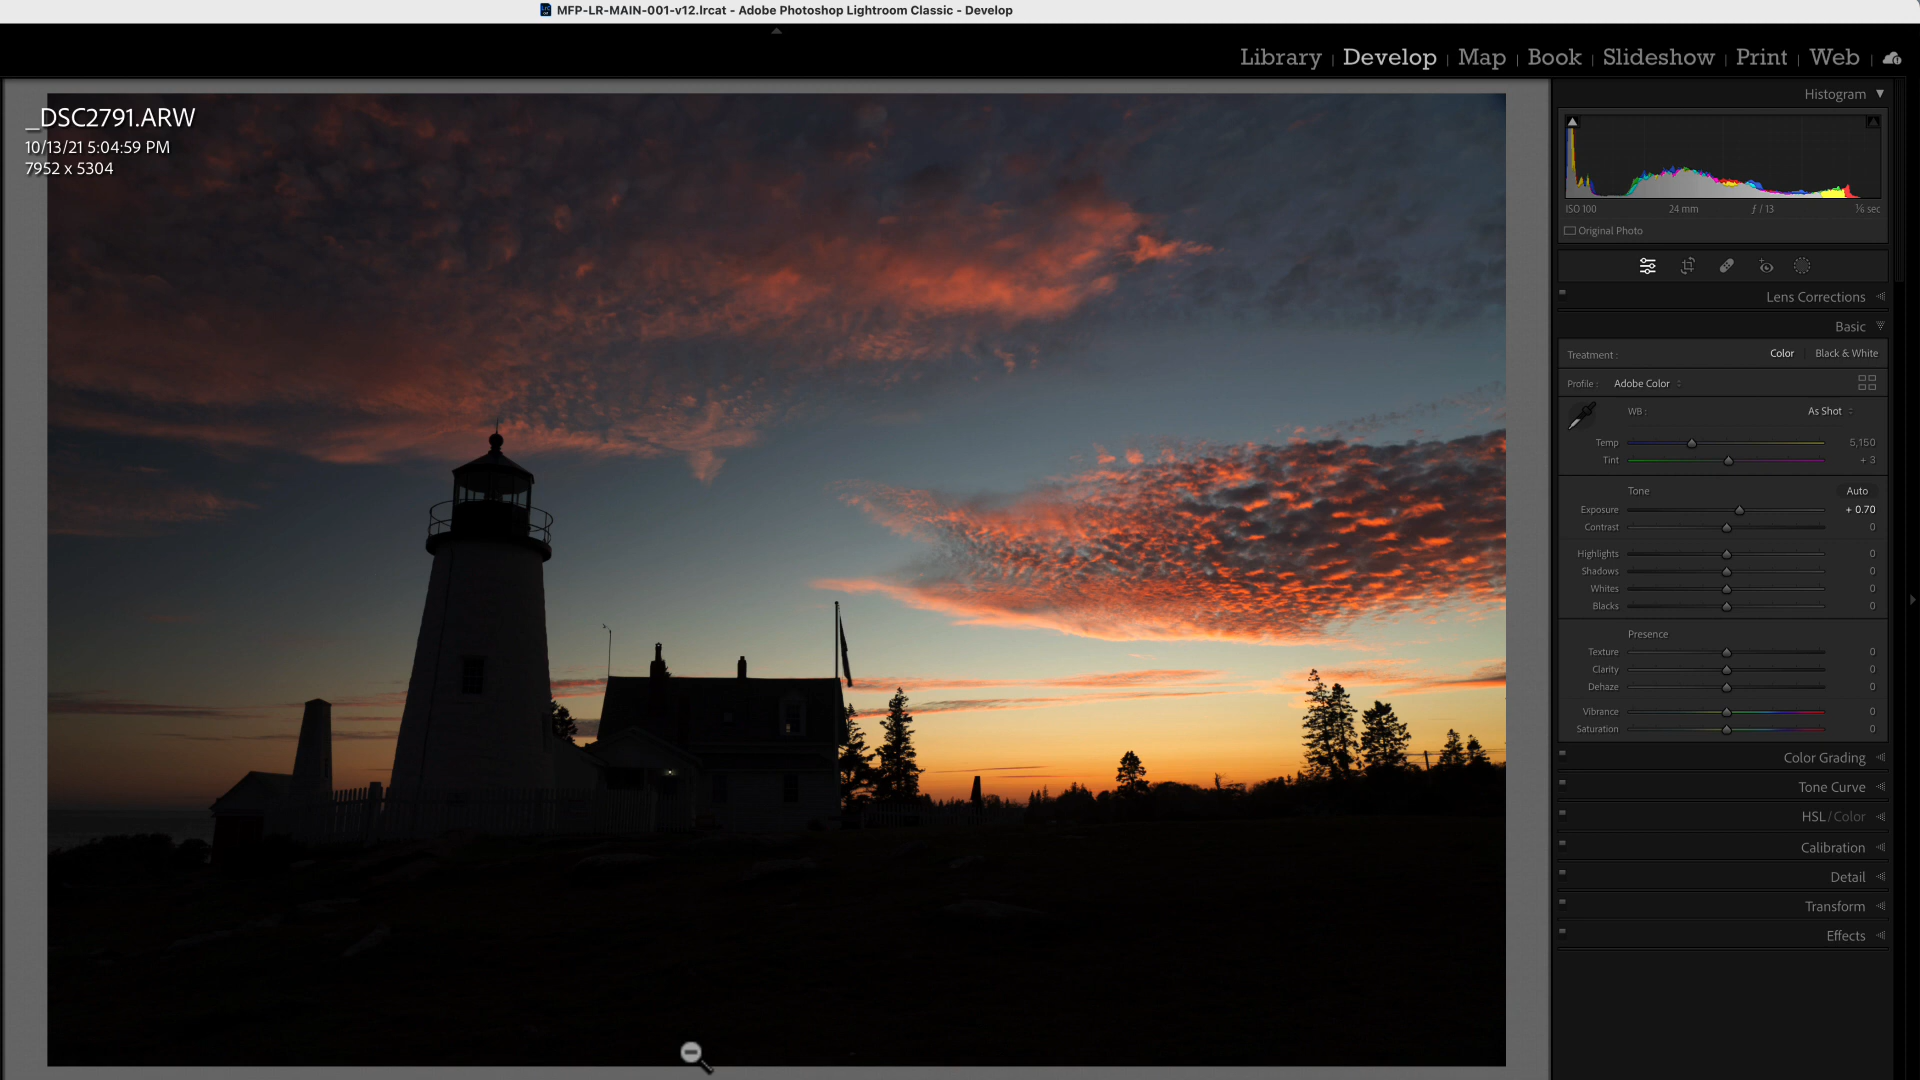 MFP-LR-MAIN-001-v12.lrcat - Adobe Photoshop Lightroom Classic - Develop
Library | Develop | Map | Book | Slideshow | Print | Web
_DSC2791.ARW
10/13/21 5:04:59 PM
7952 x 5304
Histogram
ISO 100 24 mm ƒ / 13 ⅙ sec
Original Photo
Lens Corrections
Basic
Treatment : Color Black & White
Profile : Adobe Color
WB : As Shot
Temp 5,150
Tint + 3
Tone Auto
Exposure + 0.70
Contrast 0
Highlights 0
Shadows 0
Whites 0
Blacks 0
Presence
Texture 0
Clarity 0
Dehaze 0
Vibrance 0
Saturation 0
Color Grading
Tone Curve
HSL / Color
Calibration
Detail
Transform
Effects